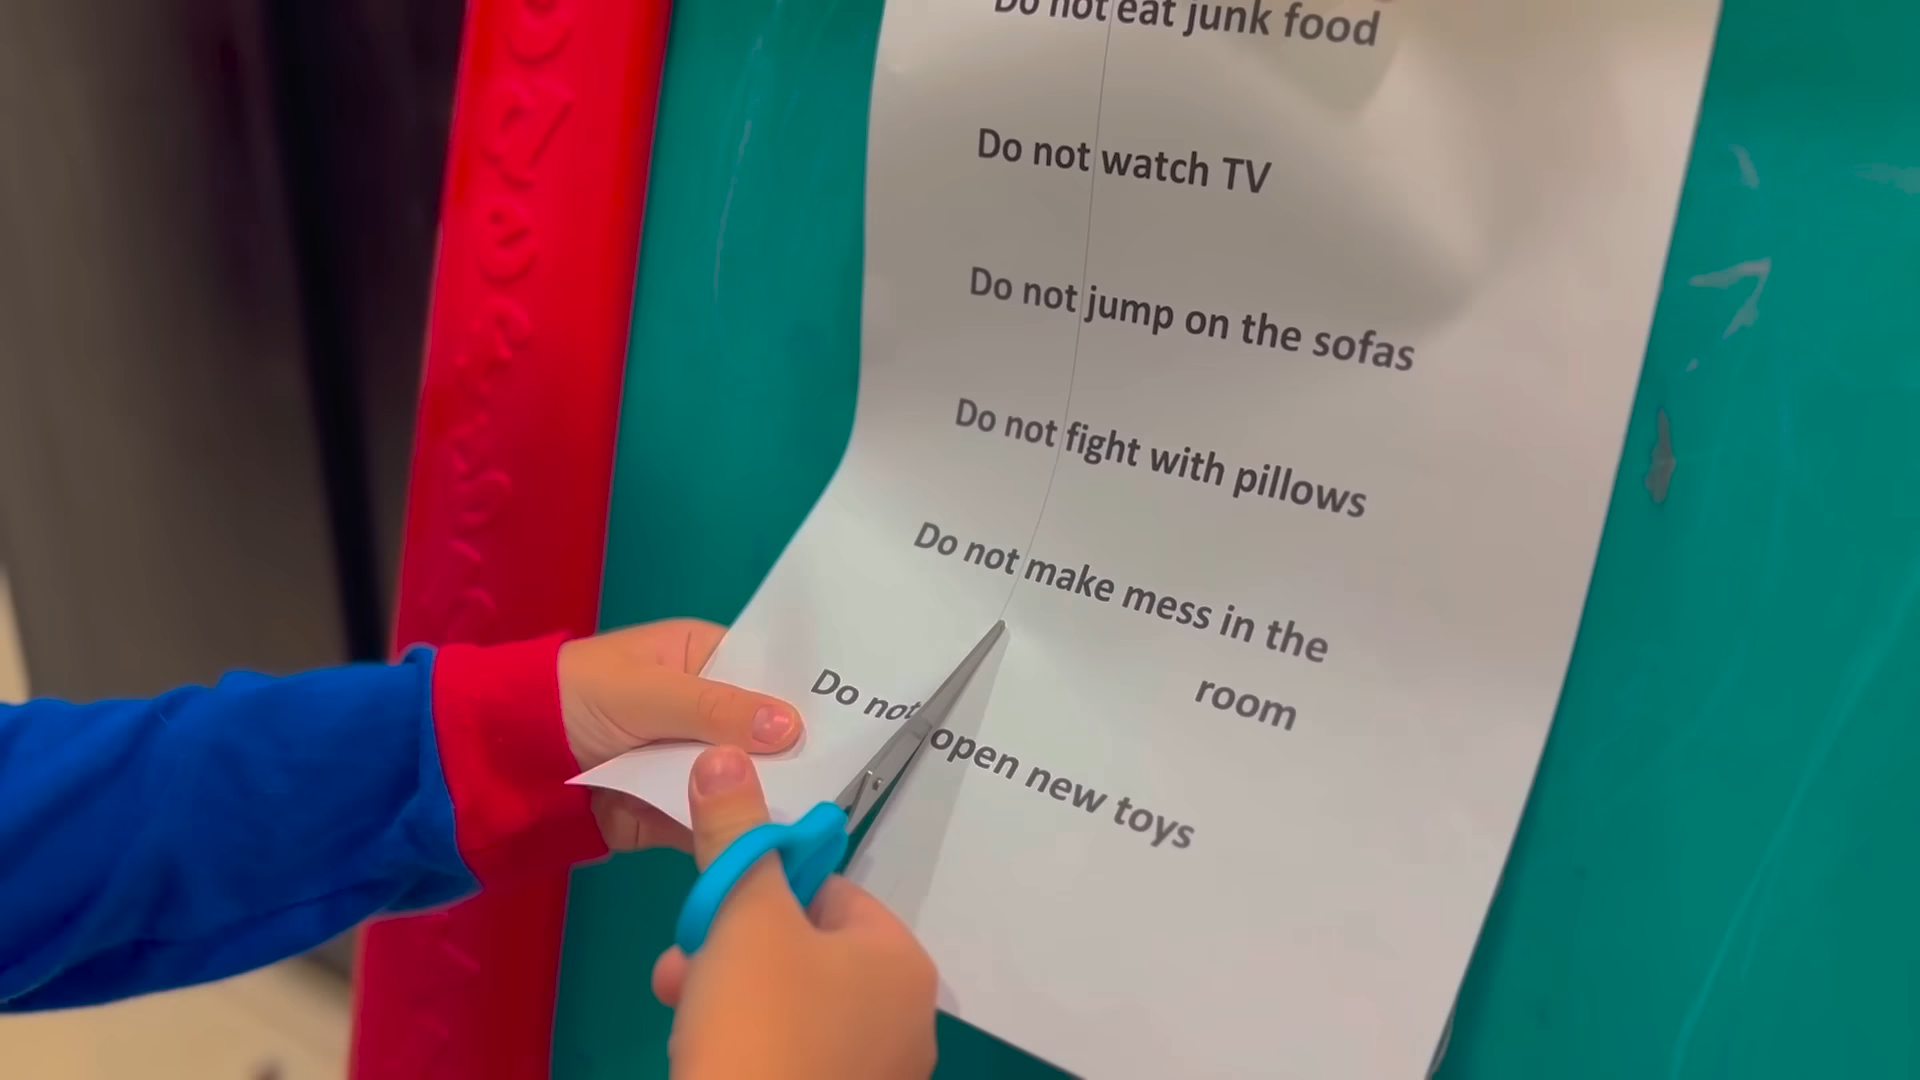 Do not eat junk food
Do not watch TV
Do not jump on the sofas
Do not fight with pillows
Do not make mess in the
room
Do not open new toys